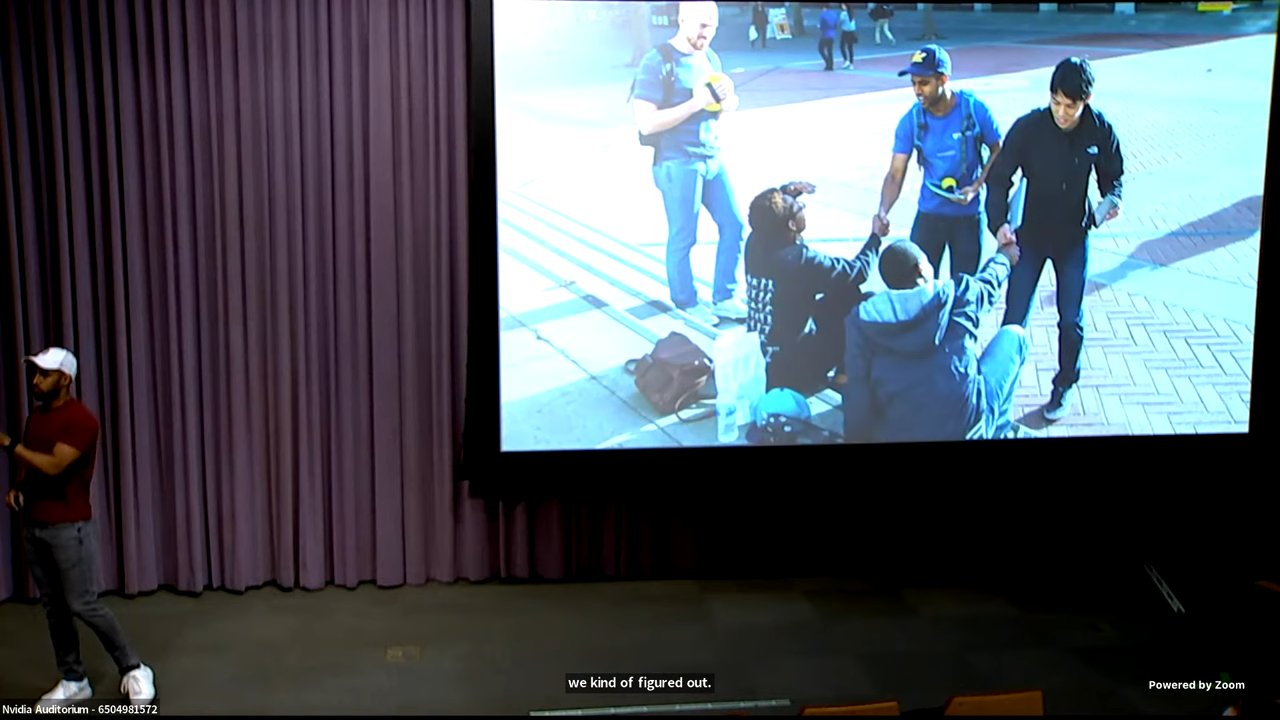 we kind of figured out.
Powered by Zoom
Nvidia Auditorium - 6504981572